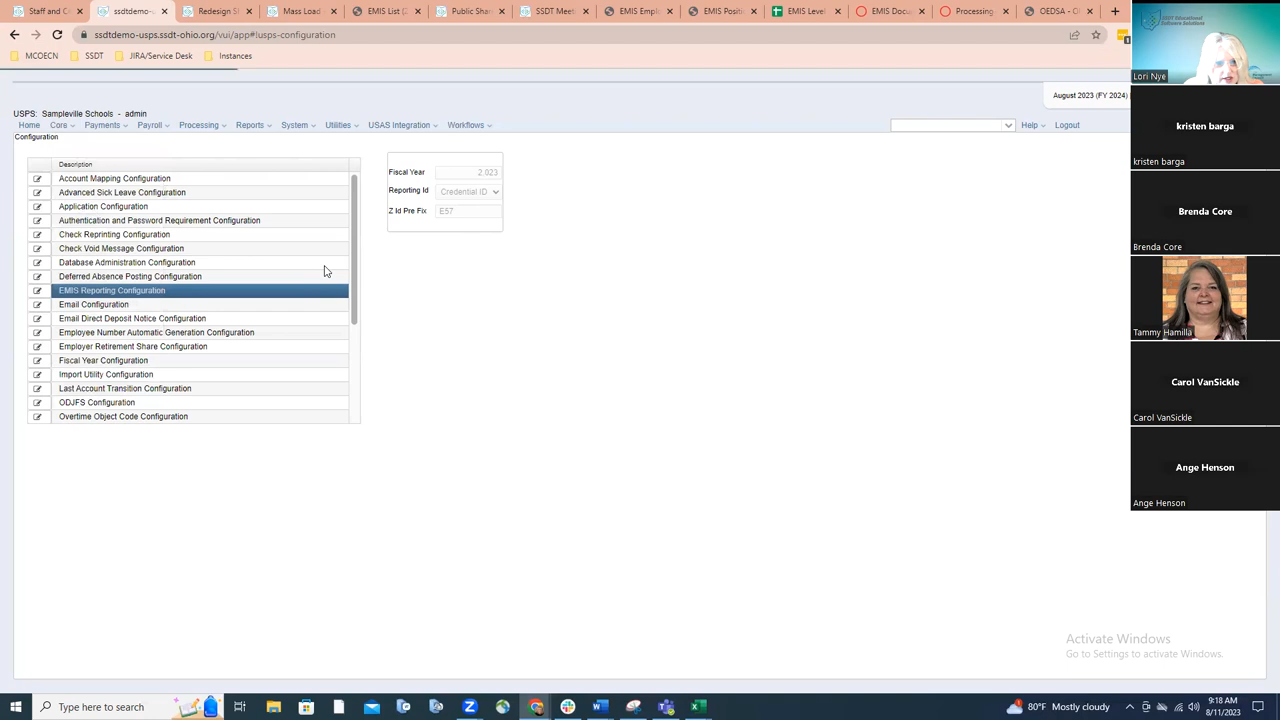 Staff and C
SSDT-Demo
Redesign S
Mass Load
EMIS List (
Public Shar
SSDT Meet
EMIS Emplo
EMIS Positi
EMIS Level
EMIS Docu
Processing
OEDSA - O
ssdtdemo-usps.ssdt-ohio.org/vui/app#!usps-configuration
MCOECN
JIRA/Service Desk
Instances
SSDT Educational
Software Solutions
Lori Nye
August 2023 (FY 2024)
USPS: Sampleville Schools - admin
Home Core Payments Payroll Processing Reports System Utilities USAS Integration Workflows Help Logout
Configuration
Description
Account Mapping Configuration
Advanced Sick Leave Configuration
Application Configuration
Authentication and Password Requirement Configuration
Check Reprinting Configuration
Check Void Message Configuration
Database Administration Configuration
Deferred Absence Posting Configuration
EMIS Reporting Configuration
Email Configuration
Email Direct Deposit Notice Configuration
Employee Number Automatic Generation Configuration
Employer Retirement Share Configuration
Fiscal Year Configuration
Import Utility Configuration
Last Account Transition Configuration
ODJFS Configuration
Overtime Object Code Configuration
Fiscal Year 2,023
Reporting Id Credential ID
Z Id Pre Fix E57
kristen barga
kristen barga
Brenda Core
Brenda Core
Tammy Hamilla
Carol VanSickle
Carol VanSickle
Ange Henson
Ange Henson
Activate Windows
Go to Settings to activate Windows.
Type here to search
80°F Mostly cloudy
9:18 AM
8/11/2023